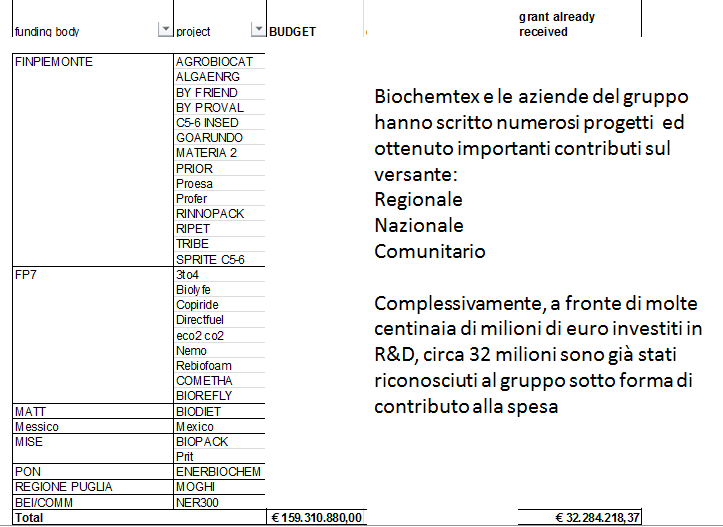 grant already
funding body project BUDGET received
FINPIEMONTE AGROBIOCAT
ALGAENRG
BY FRIEND
BY PROVAL
C5-6 INSED
GOARUNDO
MATERIA 2
PRIOR
Proesa
Profer
RINNOPACK
RIPET
TRIBE
SPRITE C5-6
FP7 3to4
Biolyfe
Copiride
Directfuel
eco2 co2
Nemo
Rebiofoam
COMETHA
BIOREFLY
MATT BIODIET
Messico Mexico
MISE BIOPACK
Prit
PON ENERBIOCHEM
REGIONE PUGLIA MOGHI
BEI/COMM NER300
Total € 159.310.880,00 € 32.284.218,37
Biochemtex e le aziende del gruppo
hanno scritto numerosi progetti ed
ottenuto importanti contributi sul
versante:
Regionale
Nazionale
Comunitario
Complessivamente, a fronte di molte
centinaia di milioni di euro investiti in
R&D, circa 32 milioni sono già stati
riconosciuti al gruppo sotto forma di
contributo alla spesa